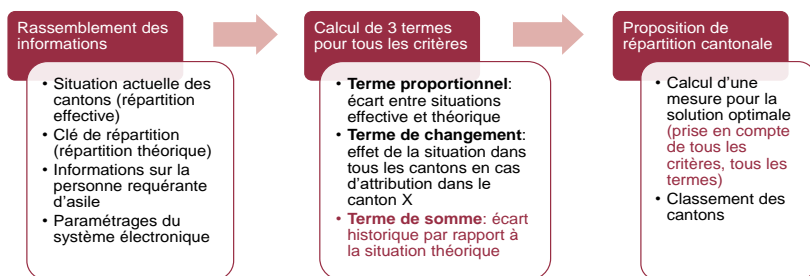 Rassemblement des
informations
• Situation actuelle des
cantons (répartition
effective)
• Clé de répartition
(répartition théorique)
• Informations sur la
personne requérante
d'asile
• Paramétrages du
système électronique
Calcul de 3 termes
pour tous les critères
• Terme proportionnel:
écart entre situations
effective et théorique
• Terme de changement:
effet de la situation dans
tous les cantons en cas
d'attribution dans le
canton X
• Terme de somme: écart
historique par rapport à
la situation théorique
Proposition de
répartition cantonale
• Calcul d'une
mesure pour la
solution optimale
(prise en compte
de tous les
critères, tous les
termes)
• Classement des
cantons